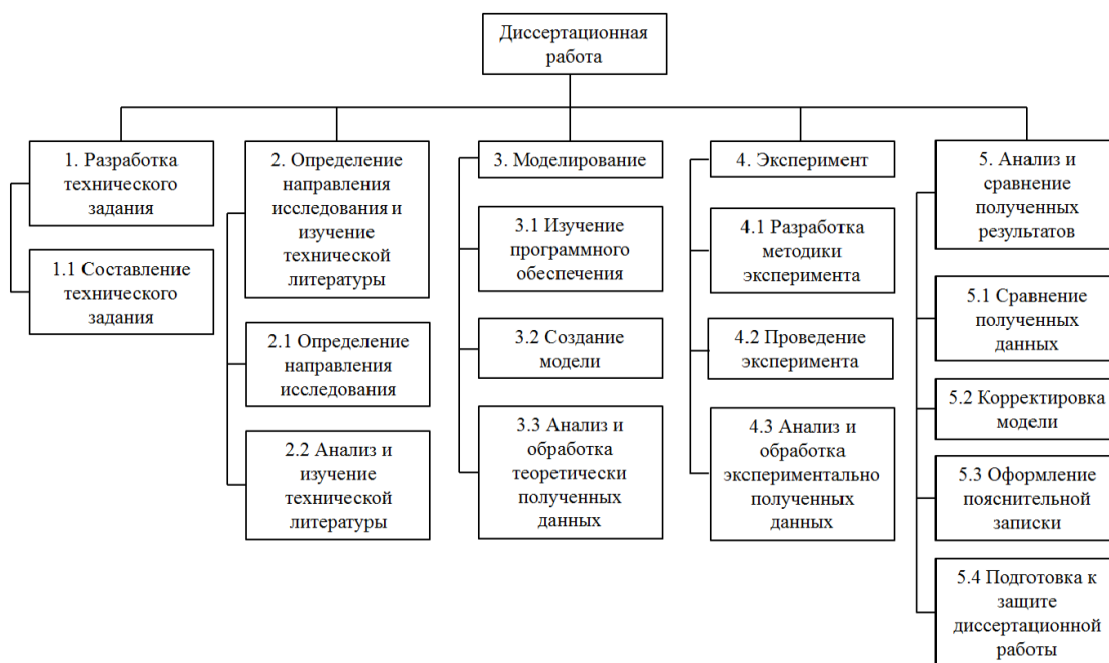 Диссертационная
работа
1. Разработка
технического
задания
1.1 Составление
технического
задания
2. Определение
направления
исследования и
изучение
технической
литературы
2.1 Определение
направления
исследования
2.2 Анализ и
изучение
технической
литературы
3. Моделирование
3.1 Изучение
программного
обеспечения
3.2 Создание
модели
3.3 Анализ и
обработка
теоретически
полученных
данных
4. Эксперимент
4.1 Разработка
методики
эксперимента
4.2 Проведение
эксперимента
4.3 Анализ и
обработка
экспериментально
полученных
данных
5. Анализ и
сравнение
полученных
результатов
5.1 Сравнение
полученных
данных
5.2 Корректировка
модели
5.3 Оформление
пояснительной
записки
5.4 Подготовка к
защите
диссертационной
работы